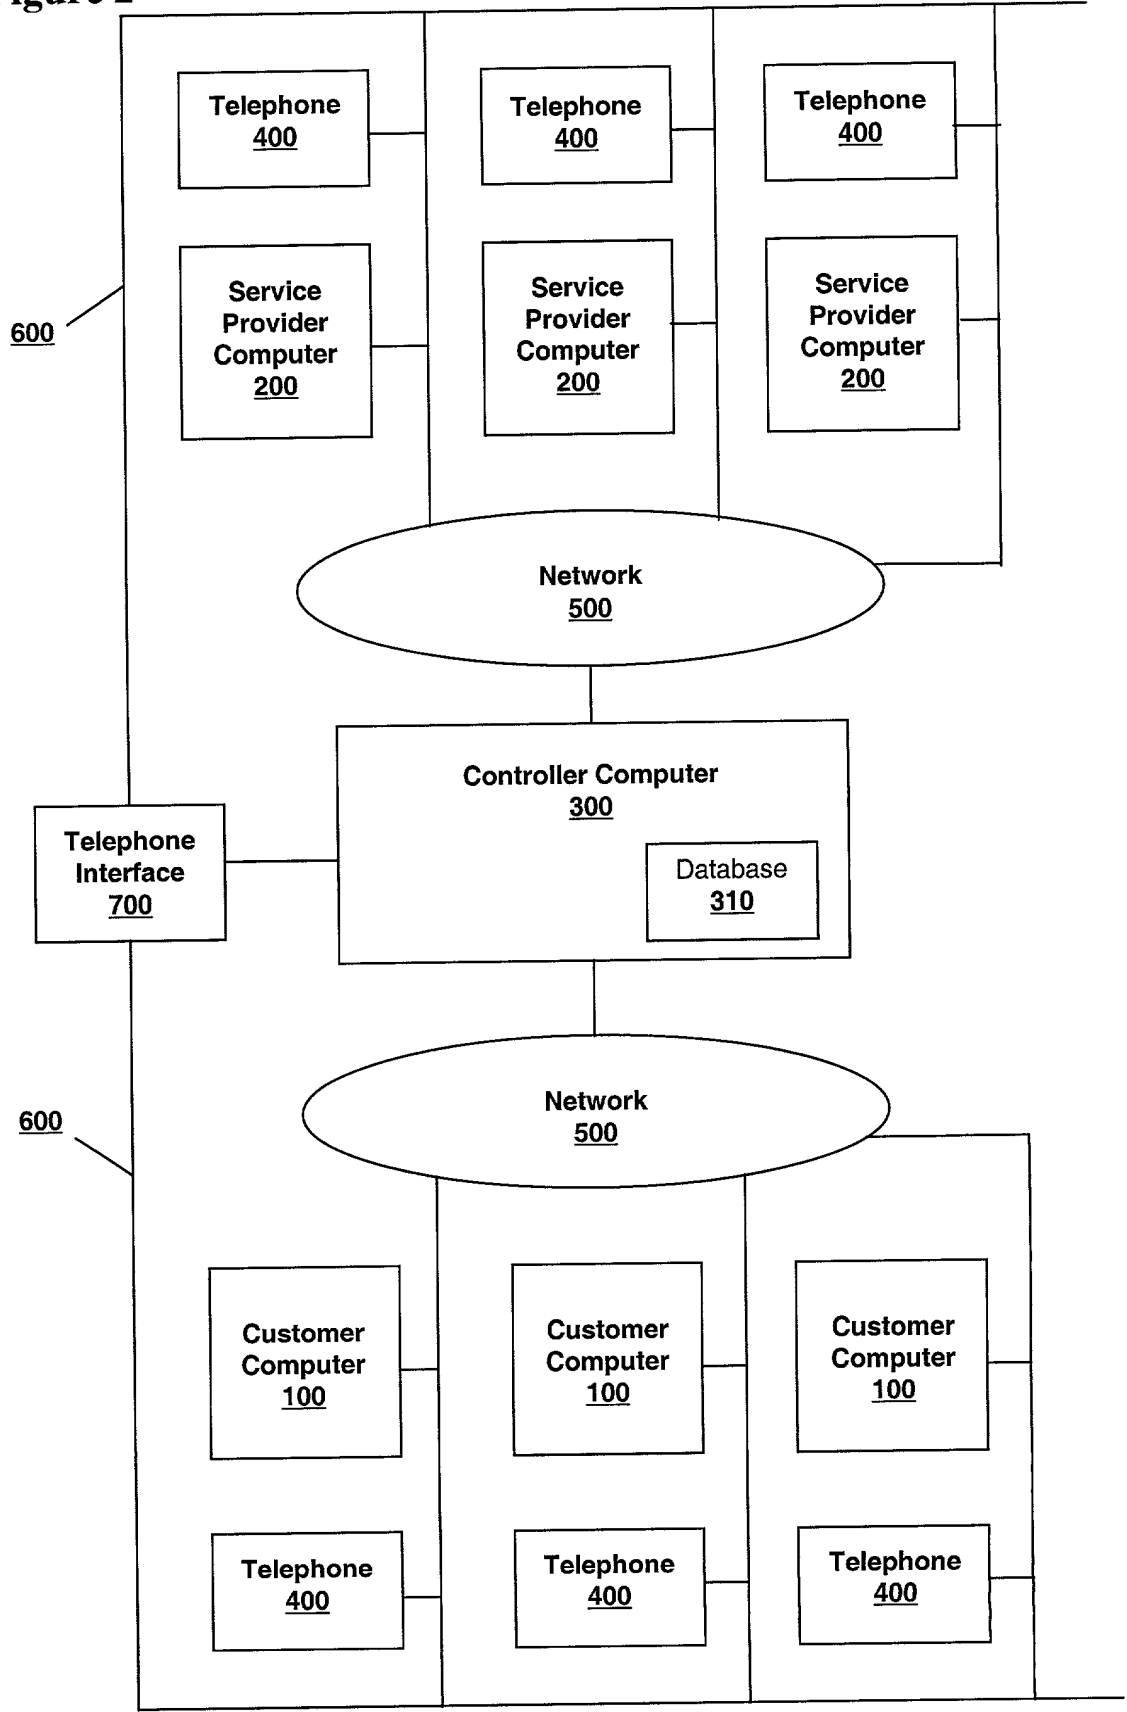 Telephone
400
Telephone
400
Telephone
400
Service
Provider
Computer
200
Service
Provider
Computer
200
Service
Provider
Computer
200
600
Network
500
Controller Computer
300
Telephone
Interface
700
Database
310
Network
500
600
Customer
Computer
100
Customer
Computer
100
Customer
Computer
100
Telephone
400
Telephone
400
Telephone
400